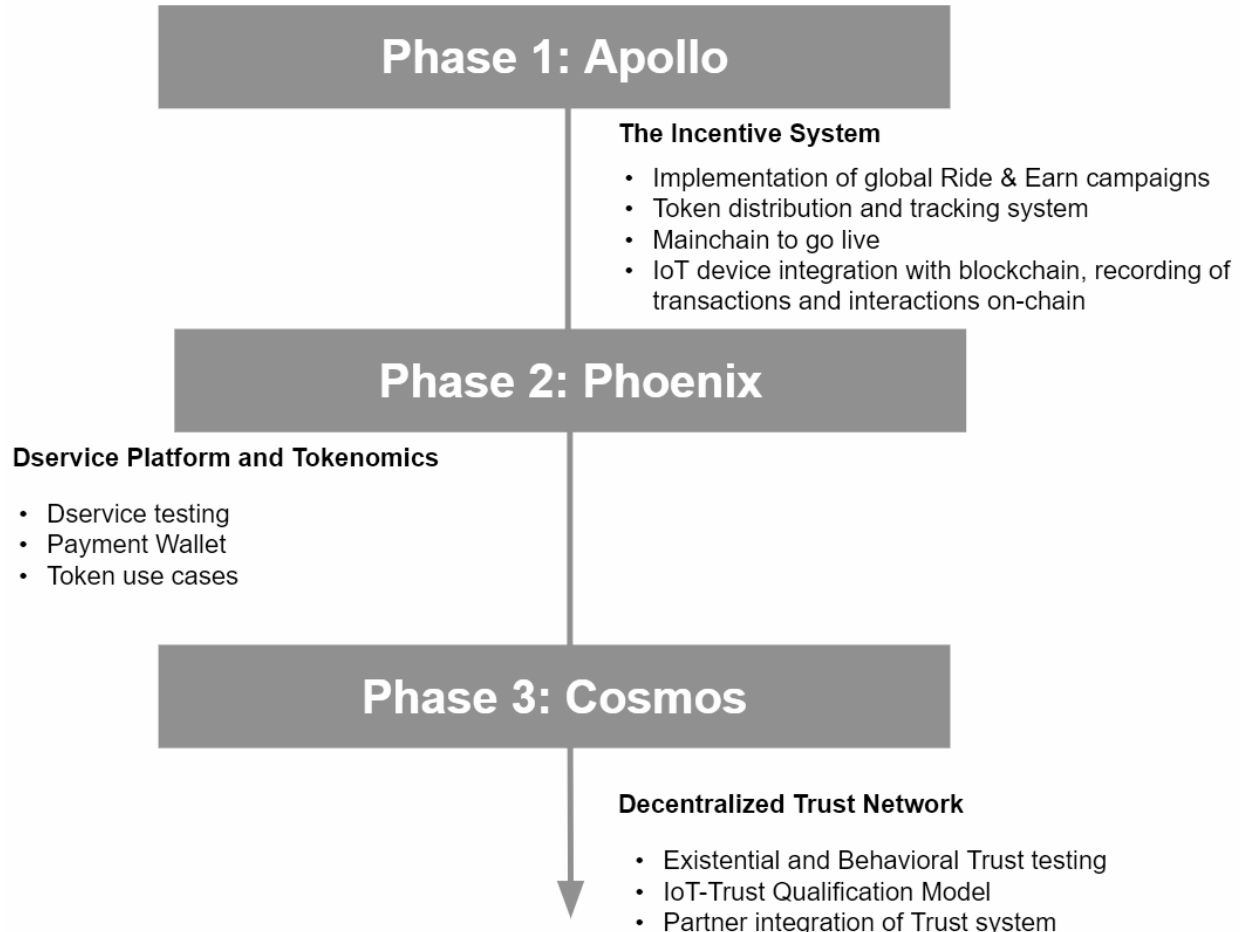 Phase 1: Apollo
The Incentive System
• Implementation of global Ride & Earn campaigns
• Token distribution and tracking system
• Mainchain to go live
• IoT device integration with blockchain, recording of
transactions and interactions on-chain
Phase 2: Phoenix
Dservice Platform and Tokenomics
• Dservice testing
• Payment Wallet
• Token use cases
Phase 3: Cosmos
Decentralized Trust Network
• Existential and Behavioral Trust testing
• IoT-Trust Qualification Model
• Partner integration of Trust system